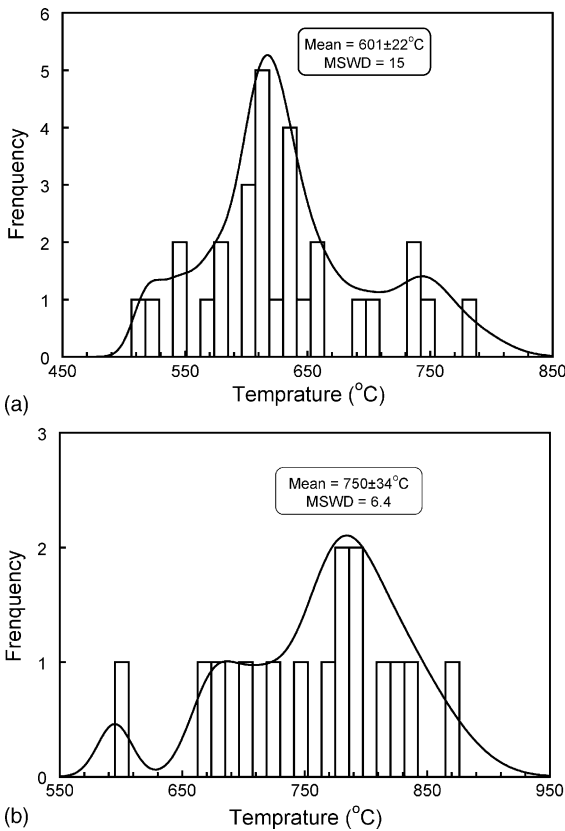 6
5
4
3
2
1
0
Frenquency
Mean = 601±22°C
MSWD = 15
450 550 650 750 850
Temprature (°C)
(a)
3
2
1
0
Frenquency
Mean = 750±34°C
MSWD = 6.4
550 650 750 850 950
Temprature (°C)
(b)